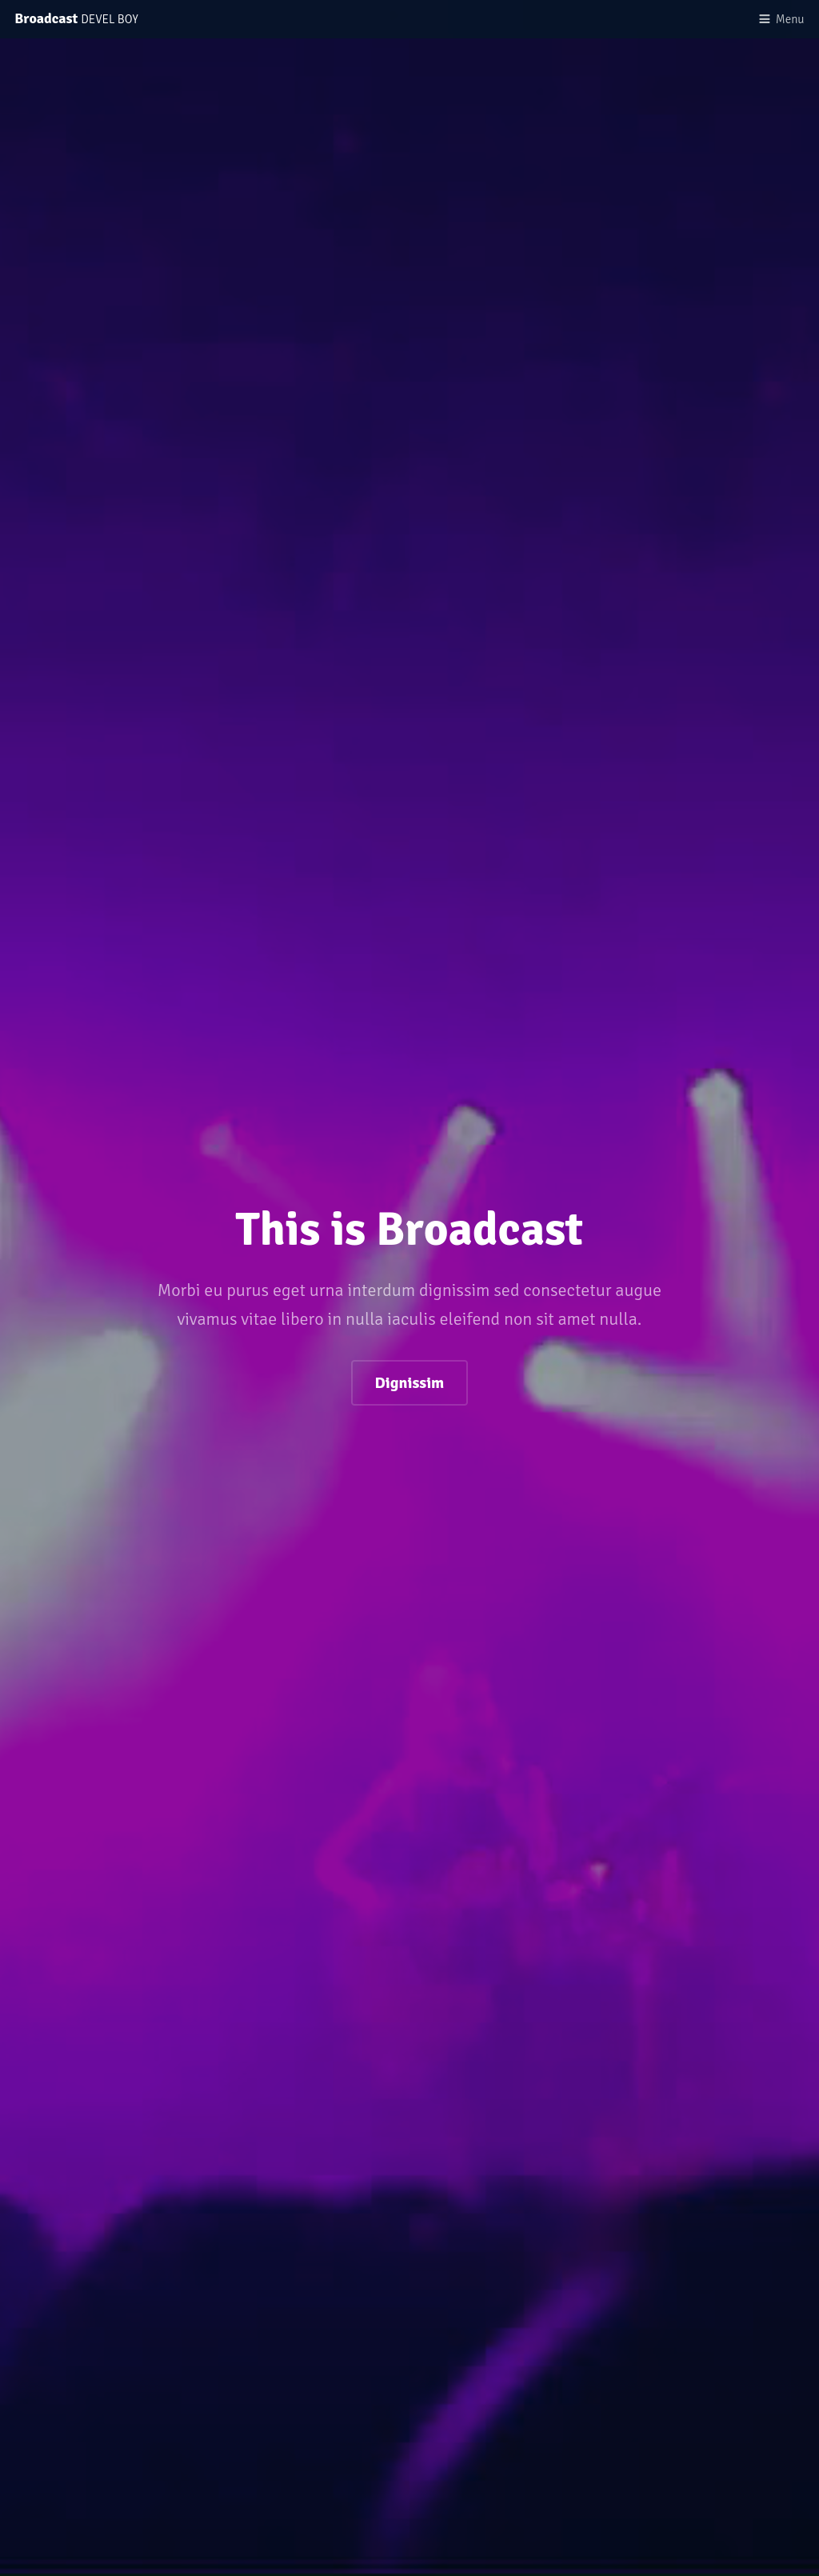 Broadcast DEVEL BOY
Menu
This is Broadcast
Morbi eu purus eget urna interdum dignissim sed consectetur augue
vivamus vitae libero in nulla iaculis eleifend non sit amet nulla.
Dignissim